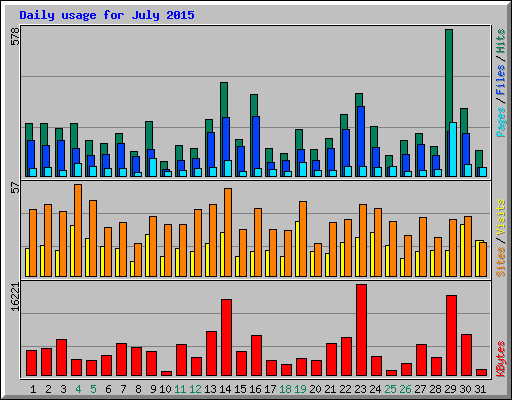 Daily usage for July 2015
578
Pages / Files / Hits
57
Sites / Visits
16221
KBytes
1 2 3 4 5 6 7 8 9 10 11 12 13 14 15 16 17 18 19 20 21 22 23 24 25 26 27 28 29 30 31